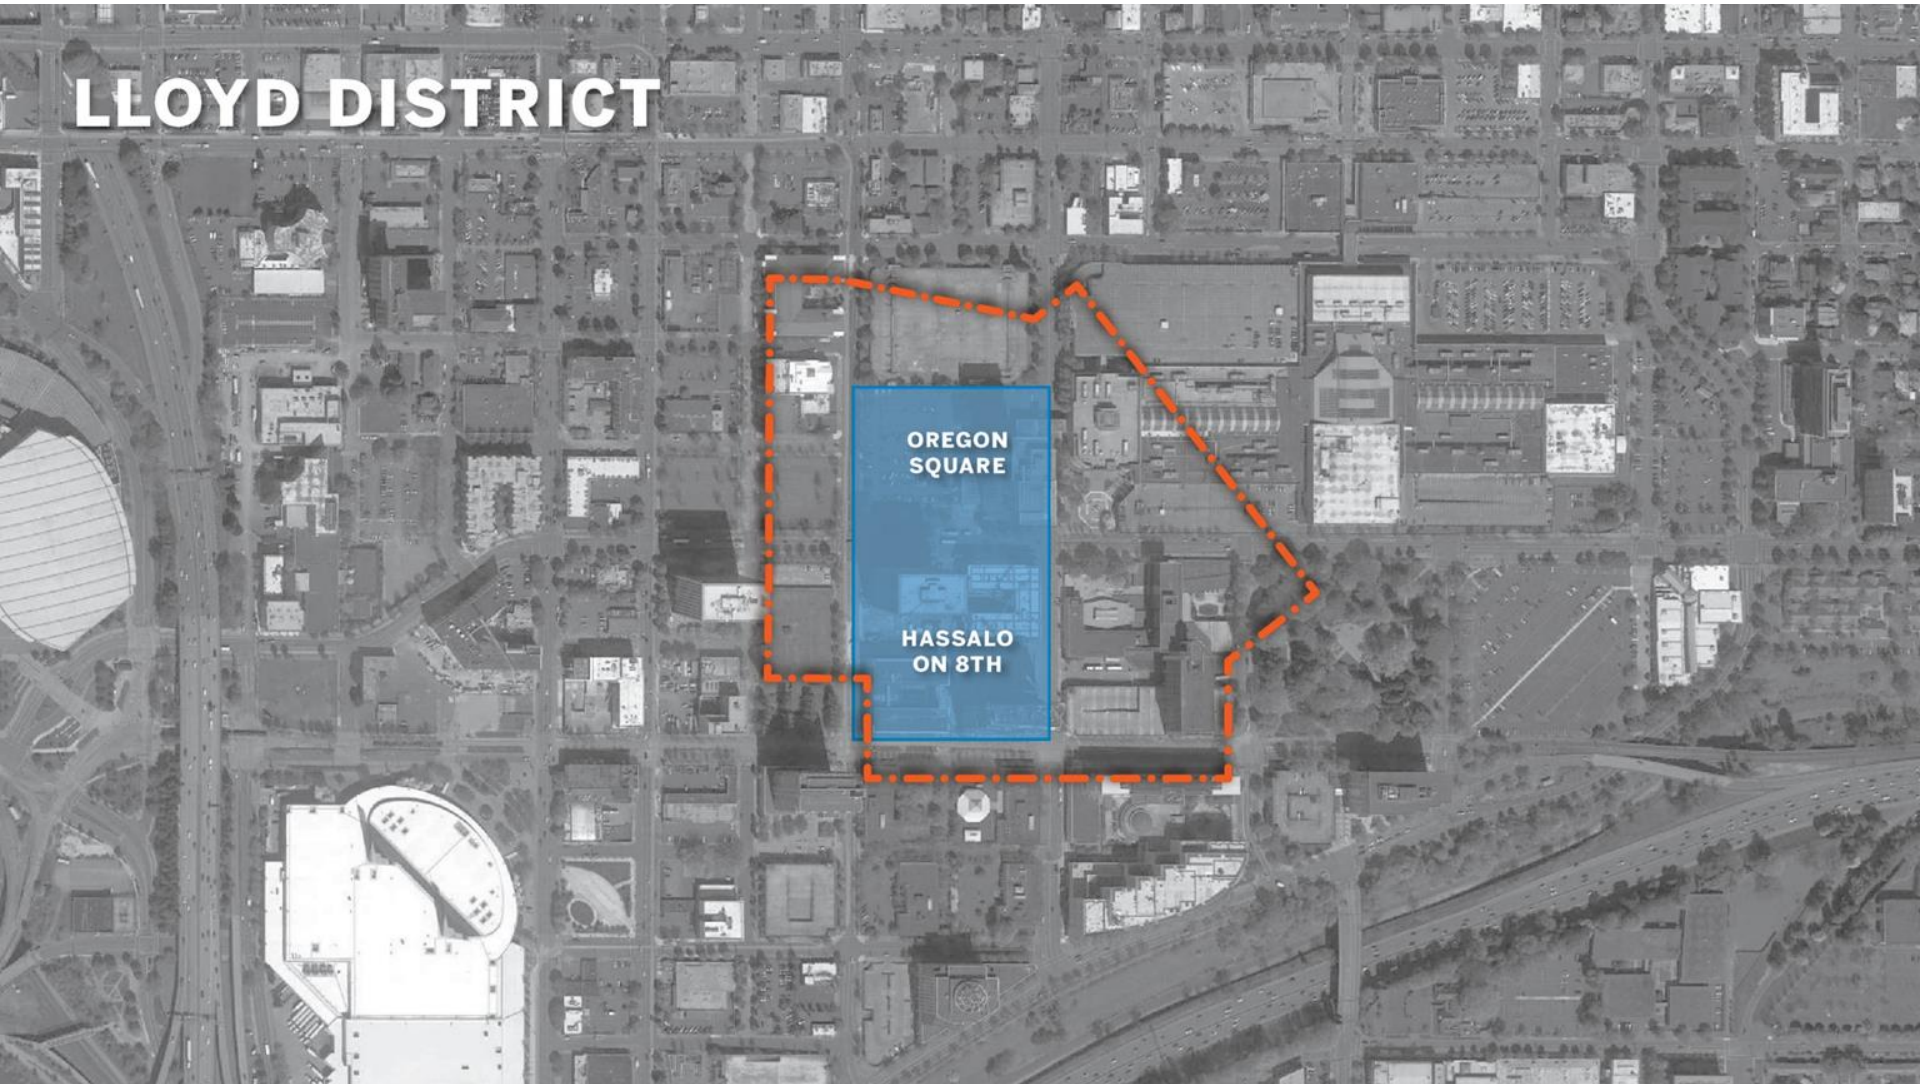 LLOYD DISTRICT
OREGON
SQUARE
HASSALO
ON 8TH